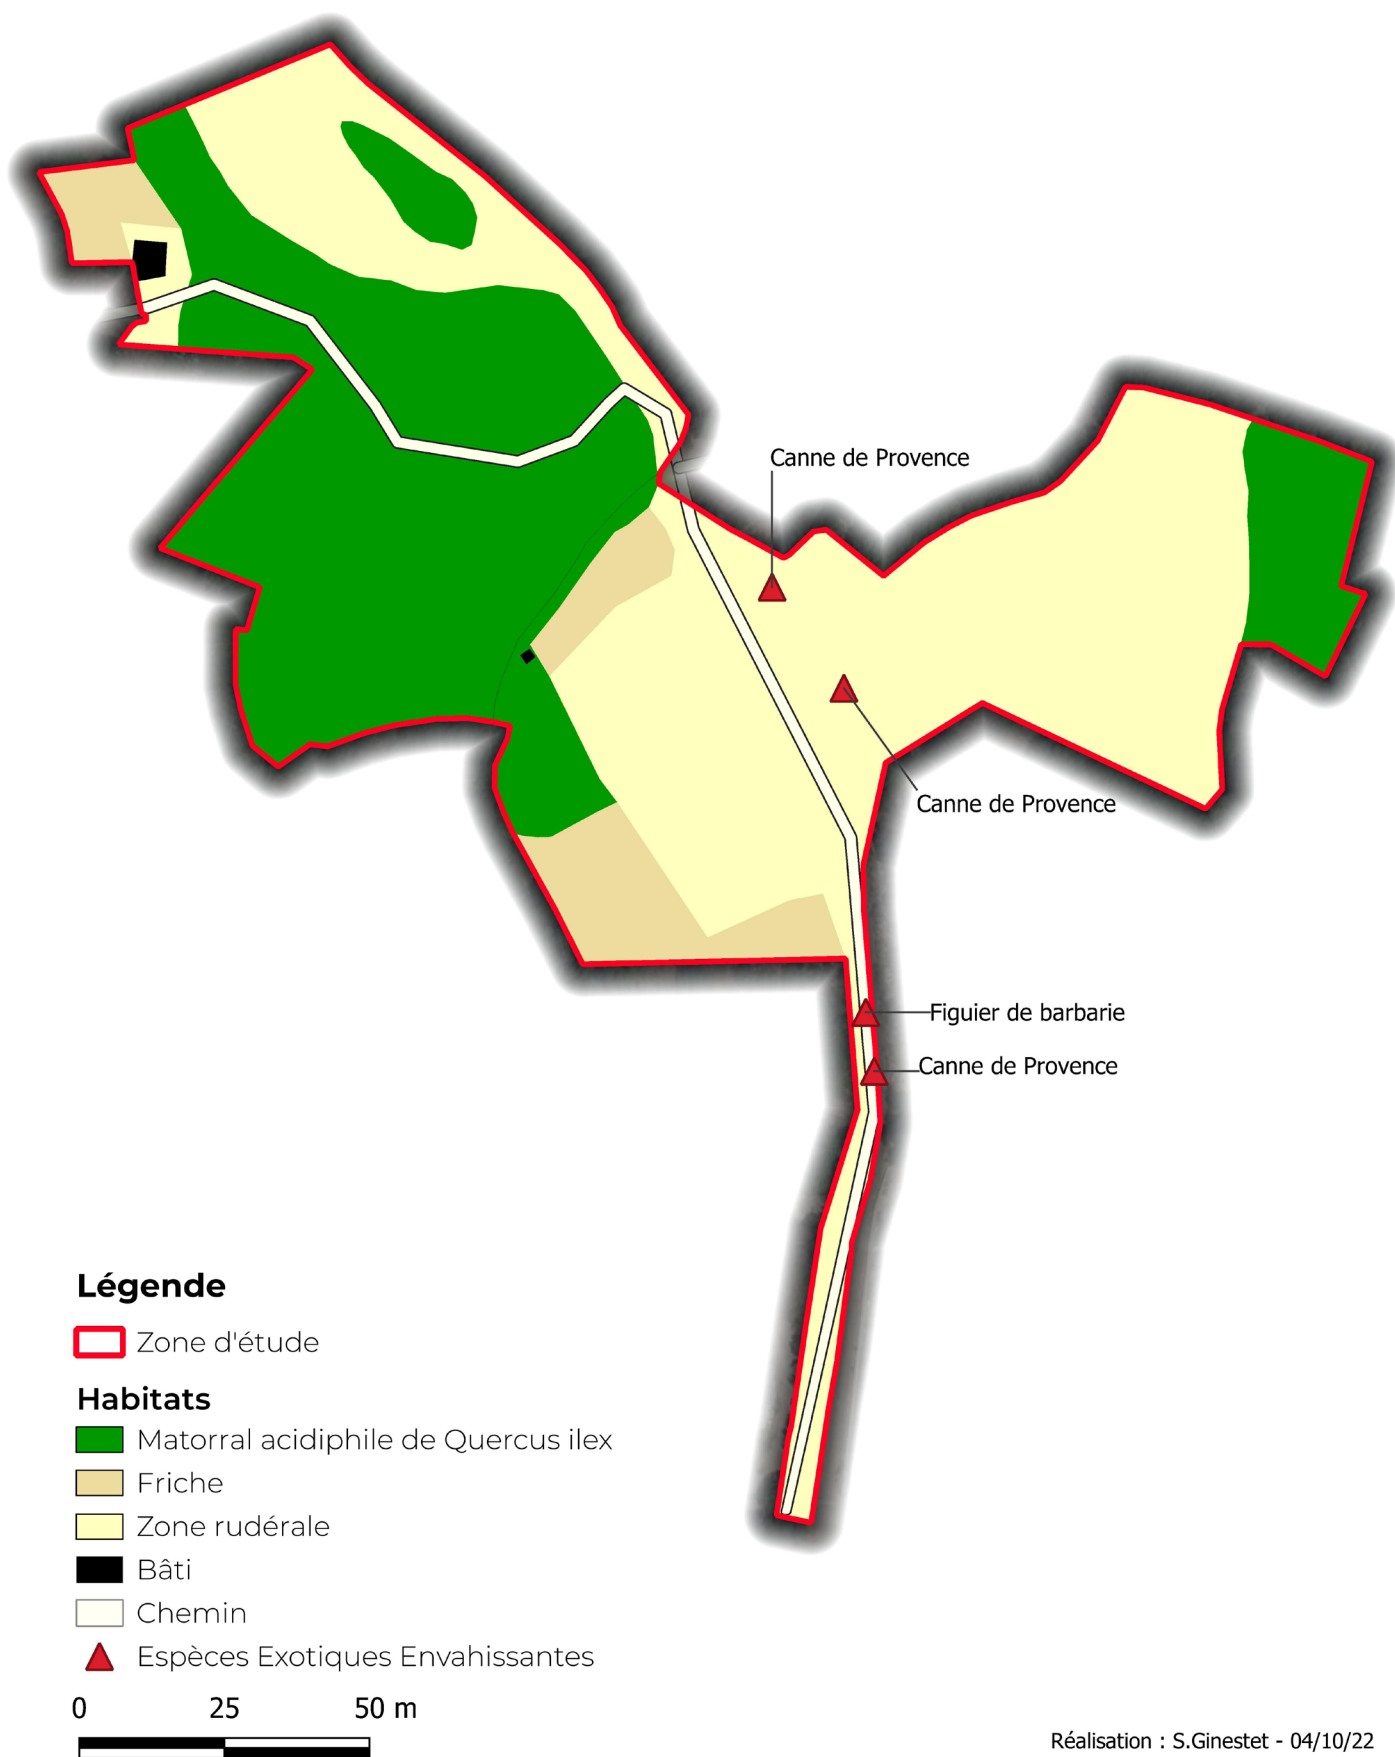 Canne de Provence
Canne de Provence
Figuier de barbarie
Canne de Provence
Légende
Zone d'étude
Habitats
Matorral acidiphile de Quercus ilex
Friche
Zone rudérale
Bâti
Chemin
Espèces Exotiques Envahissantes
0 25 50 m
Réalisation : S.Ginestet - 04/10/22